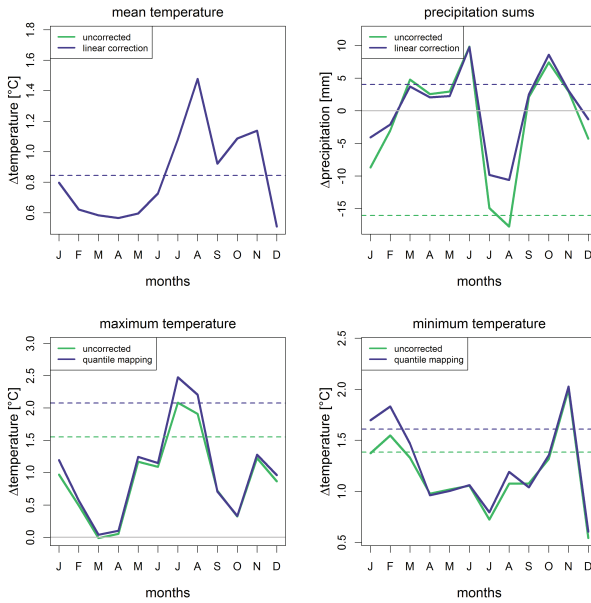 mean temperature
uncorrected
linear correction
Δtemperature [°C]
1.8
1.6
1.4
1.2
1.0
0.8
0.6
J F M A M J J A S O N D
months
precipitation sums
uncorrected
linear correction
Δprecipitation [mm]
10
5
0
-5
-10
-15
J F M A M J J A S O N D
months
maximum temperature
uncorrected
quantile mapping
Δtemperature [°C]
3.0
2.5
2.0
1.5
1.0
0.5
0.0
J F M A M J J A S O N D
months
minimum temperature
uncorrected
quantile mapping
Δtemperature [°C]
2.5
2.0
1.5
1.0
0.5
J F M A M J J A S O N D
months